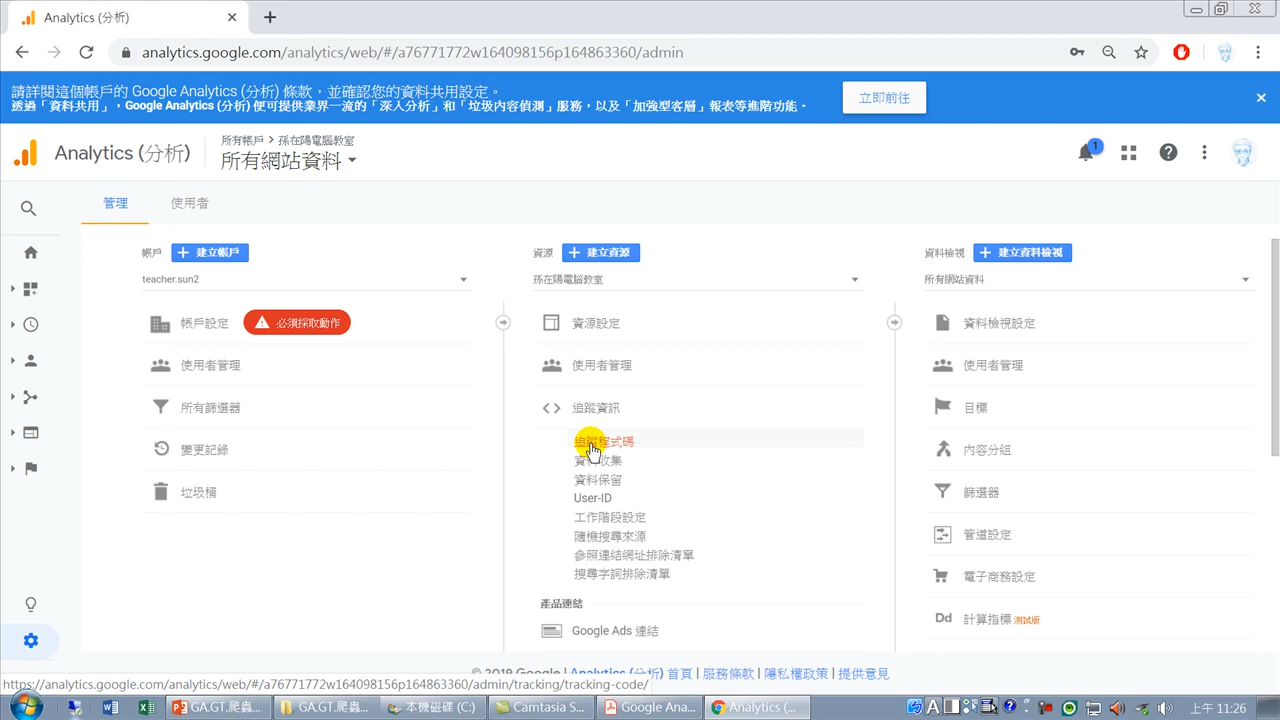 Analytics (分析)
analytics.google.com/analytics/web/#/a76771772w164098156p164863360/admin
請詳閱這個帳戶的 Google Analytics (分析) 條款，並確認您的資料共用設定。
透過「資料共用」，Google Analytics (分析) 便可提供業界一流的「深入分析」和「垃圾內容偵測」服務，以及「加強型客層」報表等進階功能。
立即前往
Analytics (分析)
所有帳戶 > 孫在陽電腦教室
所有網站資料
1
管理
使用者
帳戶
建立帳戶
teacher.sun2
帳戶設定
必須採取動作
使用者管理
所有篩選器
變更記錄
垃圾桶
資源
建立資源
孫在陽電腦教室
資源設定
使用者管理
追蹤資訊
追蹤程式碼
資料收集
資料保留
User-ID
工作階段設定
隨機搜尋來源
參照連結網址排除清單
搜尋字詞排除清單
產品連結
Google Ads 連結
資料檢視
建立資料檢視
所有網站資料
資料檢視設定
使用者管理
目標
內容分組
篩選器
管道設定
電子商務設定
Dd 計算指標 測試版
© 2019 Google | Analytics (分析) 首頁 | 服務條款 | 隱私權政策 | 提供意見
https://analytics.google.com/analytics/web/#/a76771772w164098156p164863360/admin/tracking/tracking-code/
GA.GT.爬蟲...
GA.GT.爬蟲...
本機磁碟 (C:)
Camtasia S...
Google Ana...
Analytics (...
上午 11:26